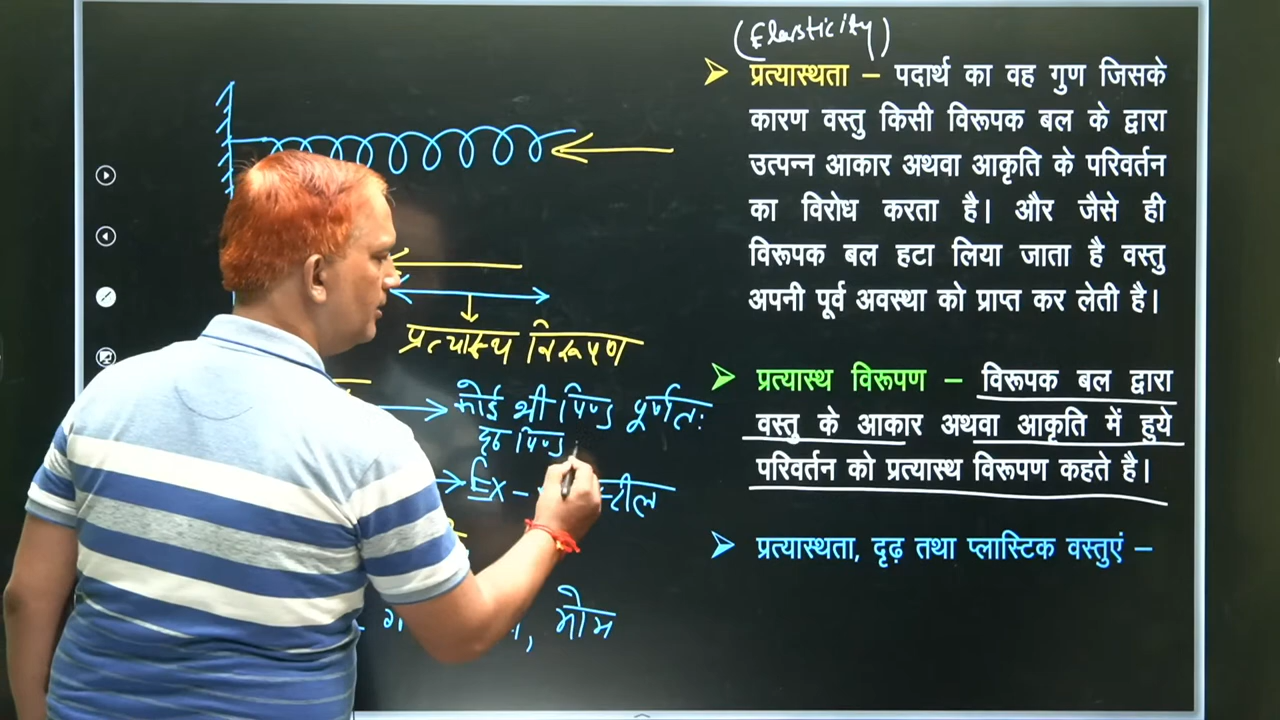 (Elasticity)
प्रत्यास्थता – पदार्थ का वह गुण जिसके
कारण वस्तु किसी विरूपक बल के द्वारा
उत्पन्न आकार अथवा आकृति के परिवर्तन
का विरोध करता है। और जैसे ही
विरूपक बल हटा लिया जाता है वस्तु
अपनी पूर्व अवस्था को प्राप्त कर लेती है।
प्रत्यास्थ विरूपण – विरूपक बल द्वारा
वस्तु के आकार अथवा आकृति में हुये
परिवर्तन को प्रत्यास्थ विरूपण कहते है।
प्रत्यास्थता, दृढ़ तथा प्लास्टिक वस्तुएं –
प्रत्यास्थ विरूपण
कोई भी पिण्ड पूर्णतः
दृढ़ पिण्ड
Ex – स्टील
, मोम